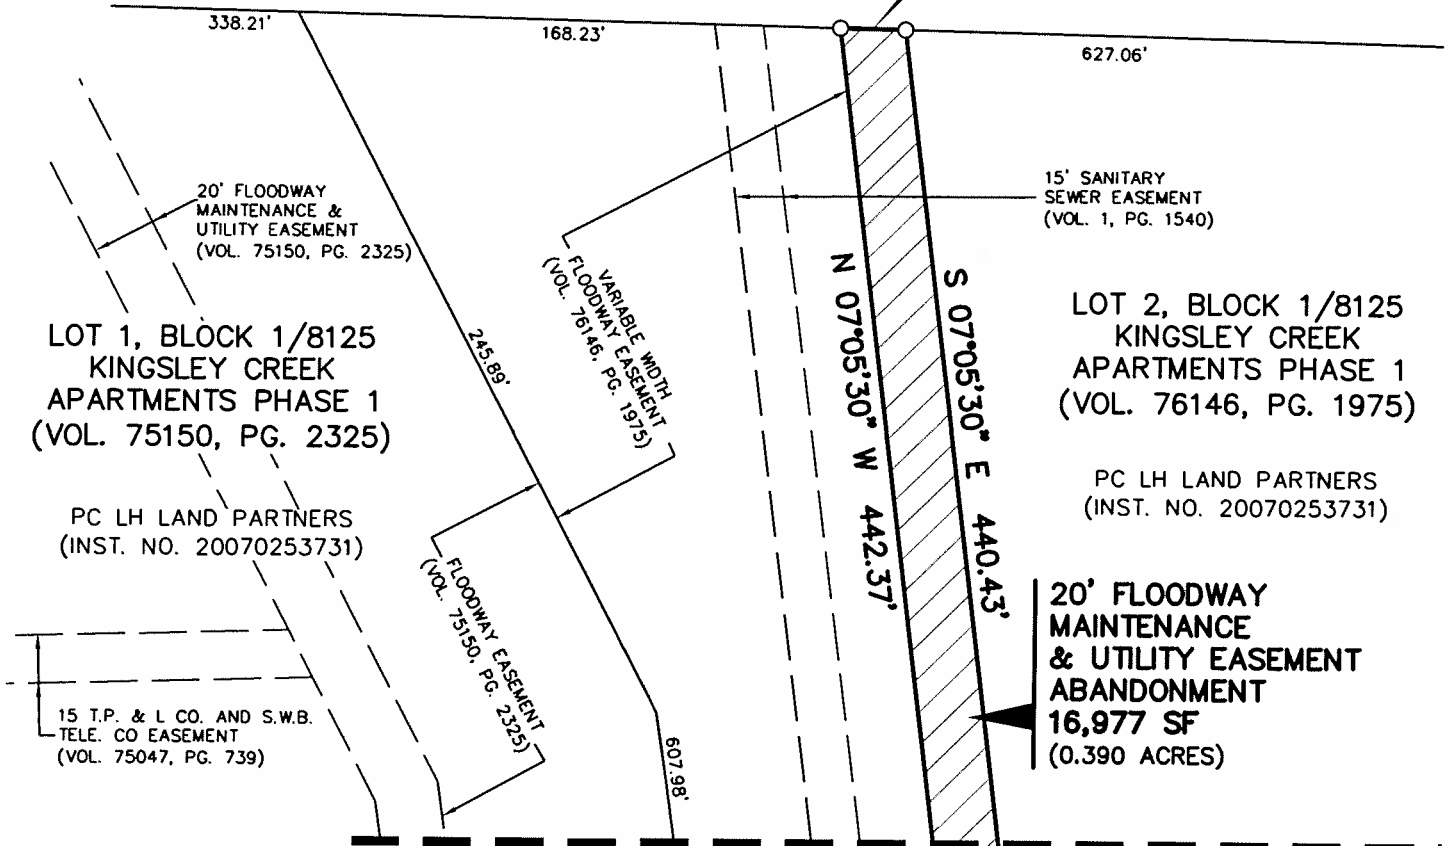 338.21'
168.23'
627.06'
20' FLOODWAY
MAINTENANCE &
UTILITY EASEMENT
(VOL. 75150, PG. 2325)
15' SANITARY
SEWER EASEMENT
(VOL. 1, PG. 1540)
VARIABLE WIDTH
FLOODWAY EASEMENT
(VOL. 76146, PG. 1975)
N 07°05'30" W 442.37'
S 07°05'30" E 440.43'
LOT 1, BLOCK 1/8125
KINGSLEY CREEK
APARTMENTS PHASE 1
(VOL. 75150, PG. 2325)
245.89'
LOT 2, BLOCK 1/8125
KINGSLEY CREEK
APARTMENTS PHASE 1
(VOL. 76146, PG. 1975)
PC LH LAND PARTNERS
(INST. NO. 20070253731)
PC LH LAND PARTNERS
(INST. NO. 20070253731)
FLOODWAY EASEMENT
(VOL. 75150, PG. 2325)
20' FLOODWAY
MAINTENANCE
& UTILITY EASEMENT
ABANDONMENT
16,977 SF
(0.390 ACRES)
15 T.P. & L CO. AND S.W.B.
TELE. CO EASEMENT
(VOL. 75047, PG. 739)
607.98'